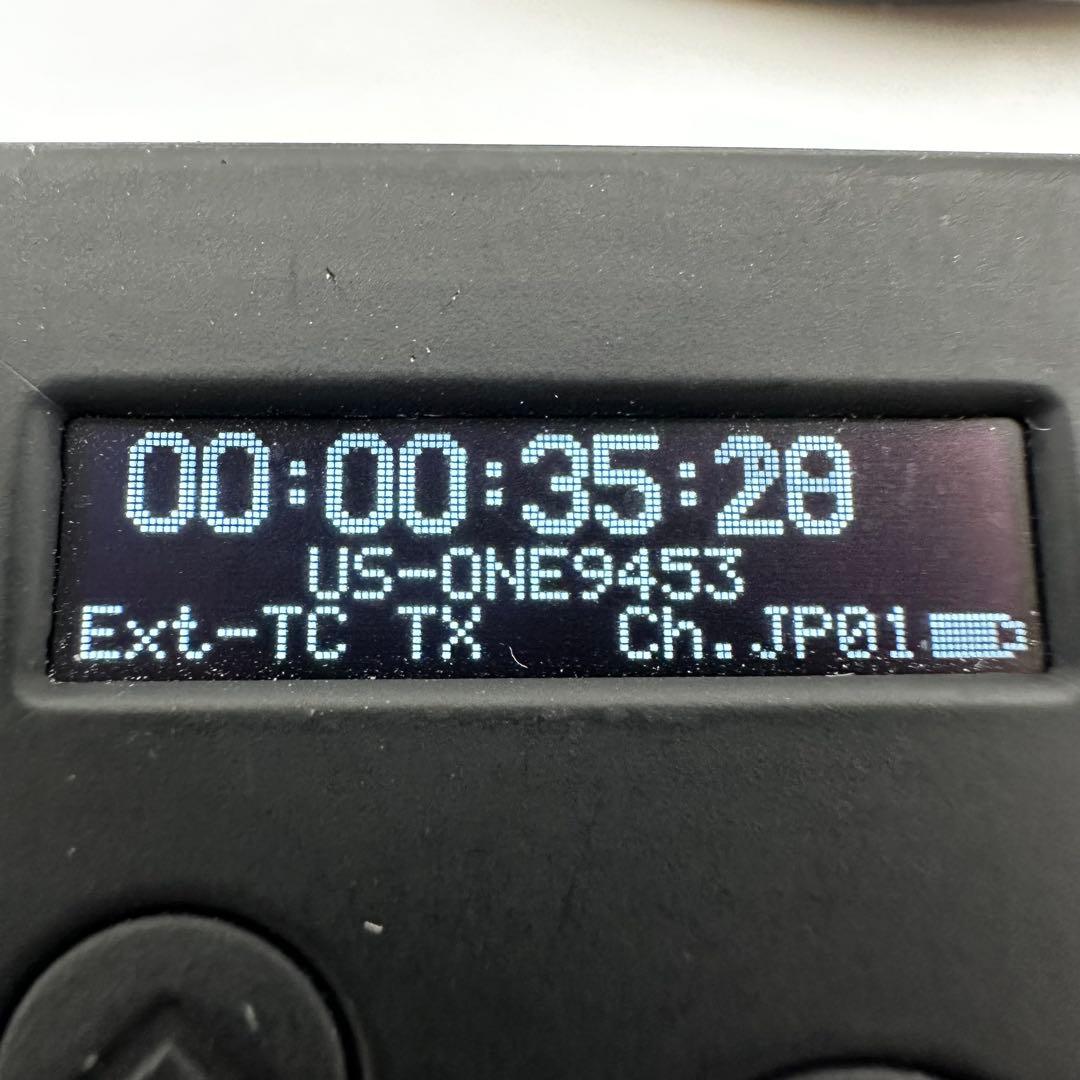 00:00:35:28
US-ONE9453
Ext-TC TX Ch.JP01